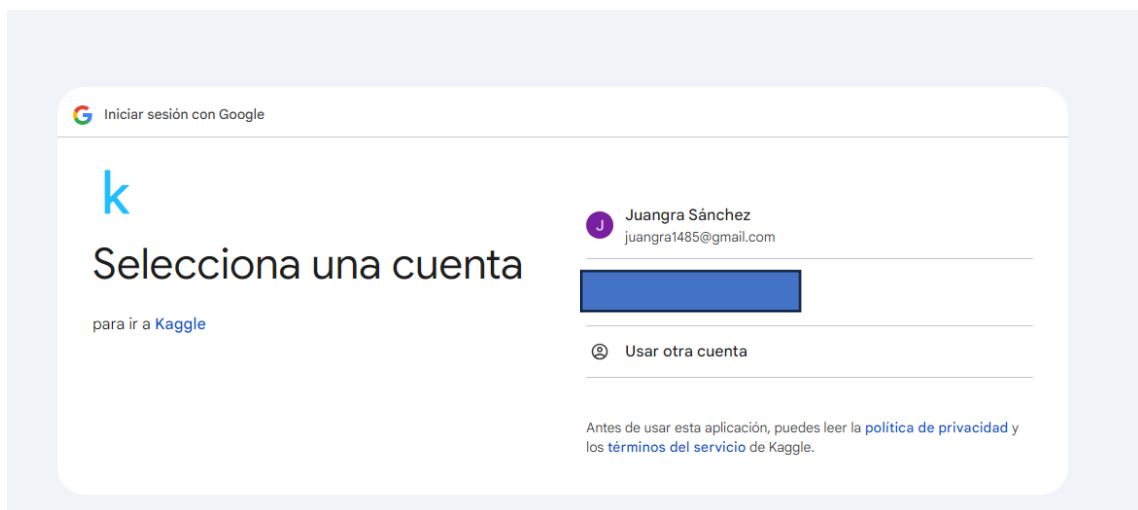 Iniciar sesión con Google
k
Selecciona una cuenta
para ir a Kaggle
J
Juangra Sánchez
juangra1485@gmail.com
Usar otra cuenta
Antes de usar esta aplicación, puedes leer la política de privacidad y
los términos del servicio de Kaggle.